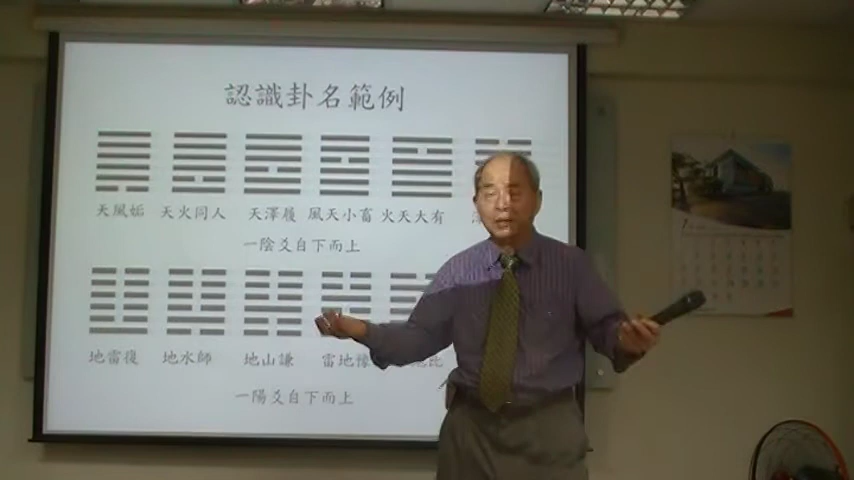 認識卦名範例
天風姤 天火同人 天澤履 風天小畜 火天大有
一陰爻自下而上
地雷復 地水師 地山謙 雷地豫 比
一陽爻自下而上